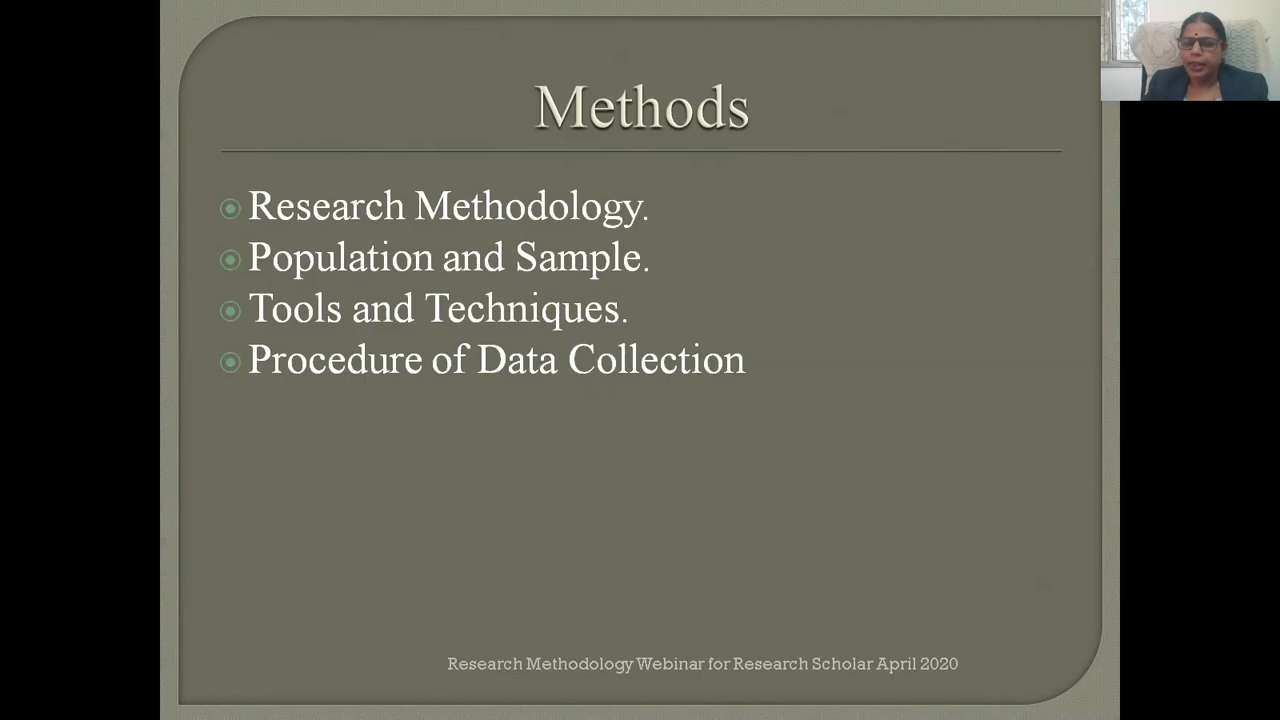 Methods
Research Methodology.
Population and Sample.
Tools and Techniques.
Procedure of Data Collection
Research Methodology Webinar for Research Scholar April 2020